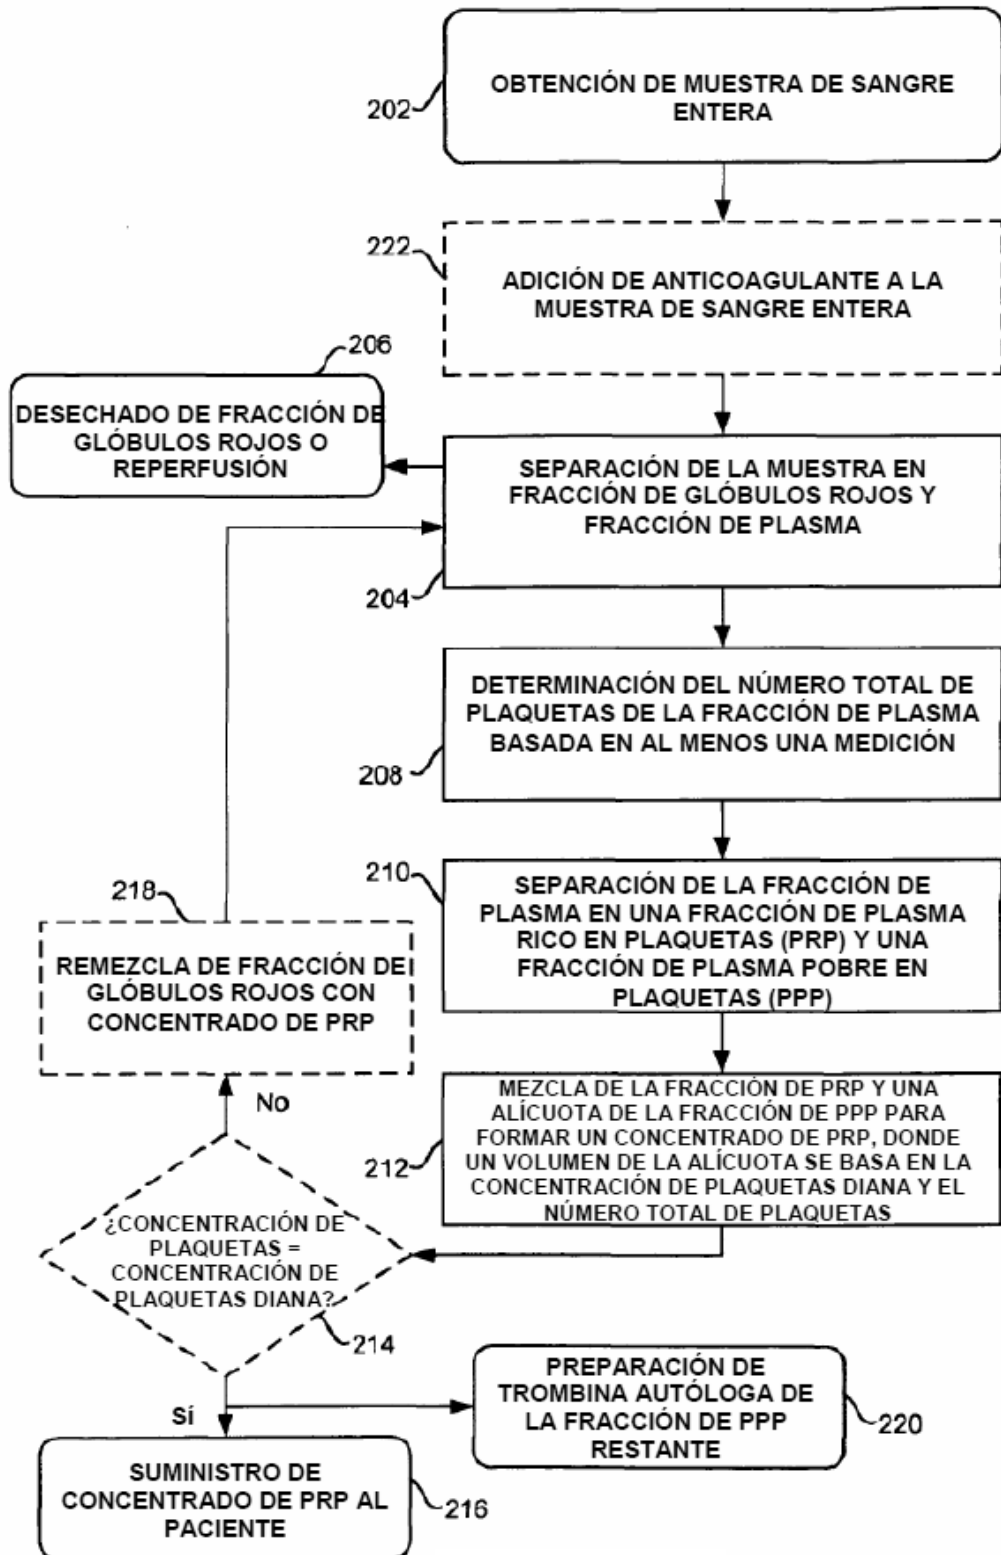 202
OBTENCIÓN DE MUESTRA DE SANGRE
ENTERA
222
ADICIÓN DE ANTICOAGULANTE A LA
MUESTRA DE SANGRE ENTERA
206
DESECHADO DE FRACCIÓN DE
GLÓBULOS ROJOS O
REPERFUSIÓN
SEPARACIÓN DE LA MUESTRA EN
FRACCIÓN DE GLÓBULOS ROJOS Y
FRACCIÓN DE PLASMA
204
DETERMINACIÓN DEL NÚMERO TOTAL DE
PLAQUETAS DE LA FRACCIÓN DE PLASMA
BASADA EN AL MENOS UNA MEDICIÓN
208
210
SEPARACIÓN DE LA FRACCIÓN DE
PLASMA EN UNA FRACCIÓN DE PLASMA
RICO EN PLAQUETAS (PRP) Y UNA
FRACCIÓN DE PLASMA POBRE EN
PLAQUETAS (PPP)
218
REMEZCLA DE FRACCIÓN DE
GLÓBULOS ROJOS CON
CONCENTRADO DE PRP
No
212
MEZCLA DE LA FRACCIÓN DE PRP Y UNA
ALÍCUOTA DE LA FRACCIÓN DE PPP PARA
FORMAR UN CONCENTRADO DE PRP, DONDE
UN VOLUMEN DE LA ALÍCUOTA SE BASA EN LA
CONCENTRACIÓN DE PLAQUETAS DIANA Y EL
NÚMERO TOTAL DE PLAQUETAS
¿CONCENTRACIÓN DE
PLAQUETAS =
CONCENTRACIÓN DE
PLAQUETAS DIANA?
214
Sí
PREPARACIÓN DE
TROMBINA AUTÓLOGA DE
LA FRACCIÓN DE PPP
RESTANTE
220
SUMINISTRO DE
CONCENTRADO DE PRP AL
PACIENTE
216